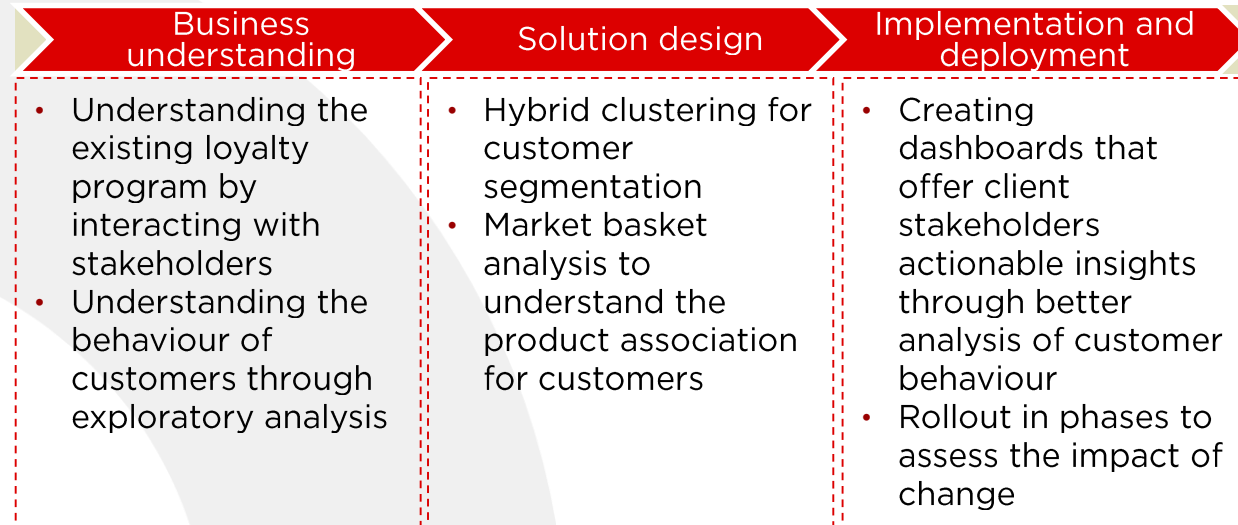 Business
understanding
Solution design
Implementation and
deployment
• Understanding the
existing loyalty
program by
interacting with
stakeholders
• Understanding the
behaviour of
customers through
exploratory analysis
• Hybrid clustering for
customer
segmentation
• Market basket
analysis to
understand the
product association
for customers
• Creating
dashboards that
offer client
stakeholders
actionable insights
through better
analysis of customer
behaviour
• Rollout in phases to
assess the impact of
change